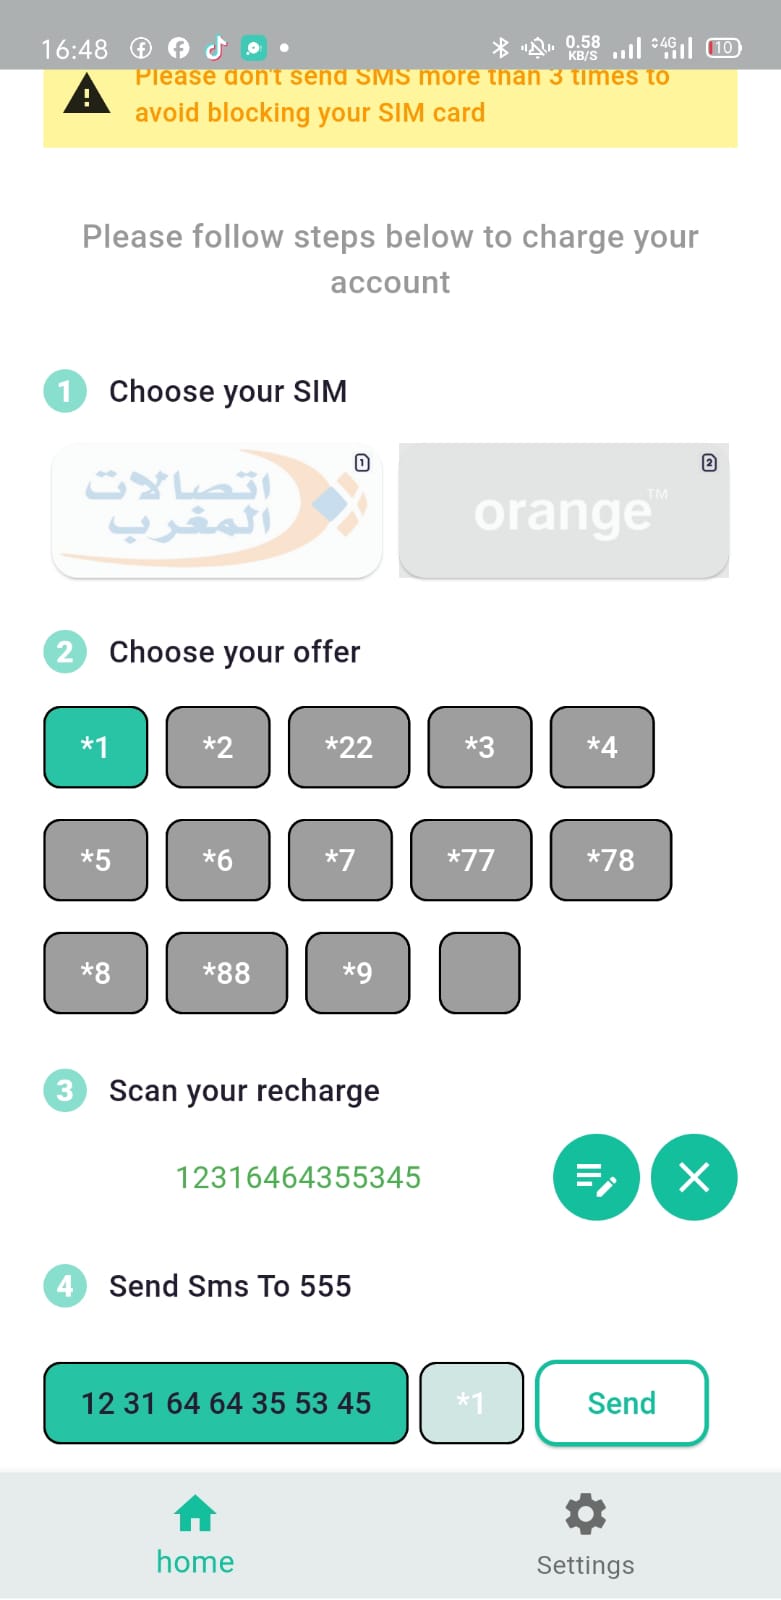 16:48
0.58
KB/S
4G
10
Please don't send SMS more than 3 times to
avoid blocking your SIM card
Please follow steps below to charge your
account
1 Choose your SIM
1
2
اتصالات
المغرب
orange™
2 Choose your offer
*1 *2 *22 *3 *4
*5 *6 *7 *77 *78
*8 *88 *9
3 Scan your recharge
12316464355345
4 Send Sms To 555
12 31 64 64 35 53 45 *1 Send
home Settings